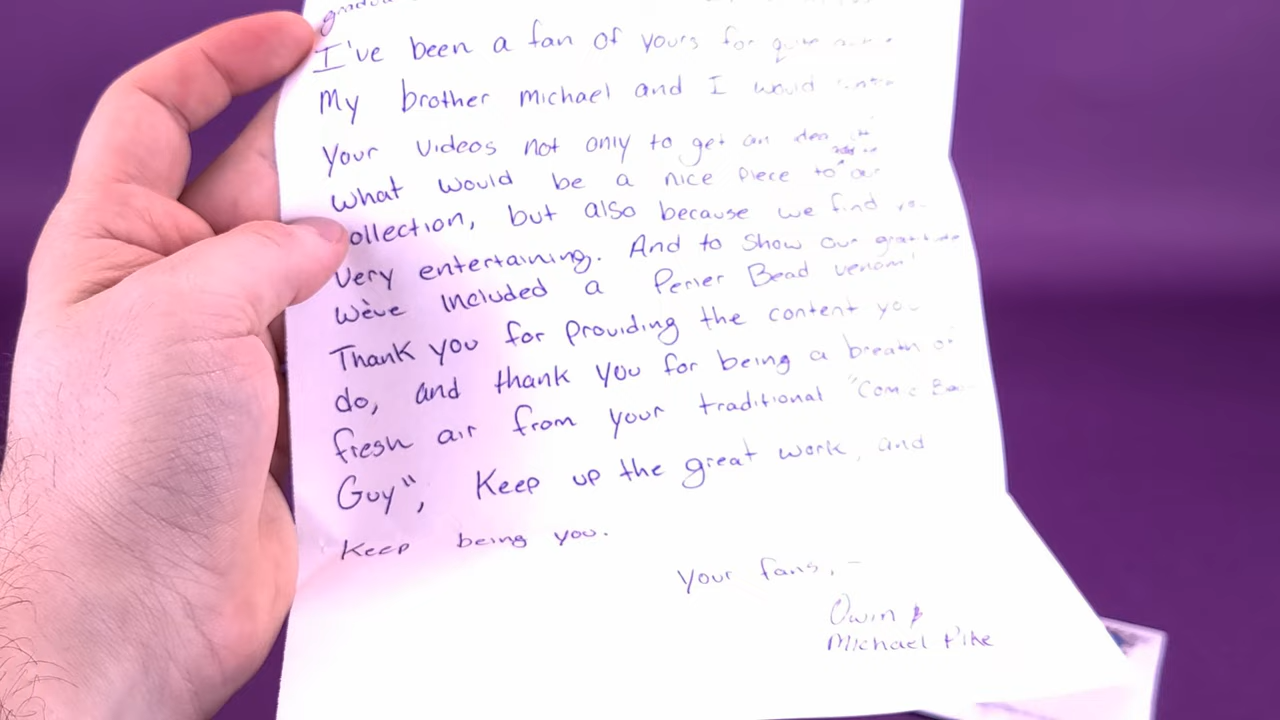 I've been a fan of yours for quite
My brother Michael and I would
Your videos not only to get an
what would be a nice piece to our
ollection, but also because we find
very entertaining. And to show our gratitude
We've included a Perler Bead venom!
Thank you for providing the content you
do, and thank you for being a breath of
fresh air from your traditional "Comic
Guy", Keep up the great work, and
Keep being you.
Your fans, -
Owin &
Michael Pike